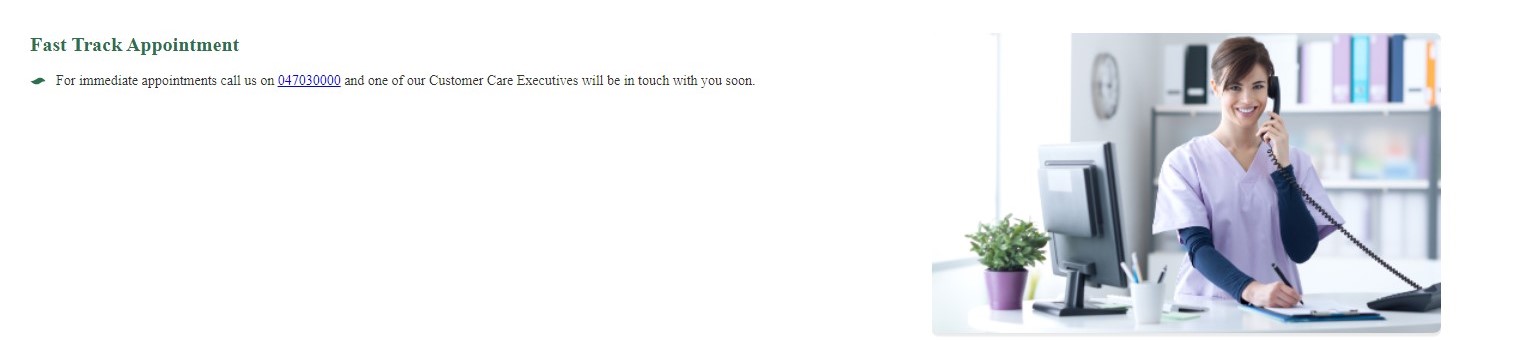 Fast Track Appointment
For immediate appointments call us on 047030000 and one of our Customer Care Executives will be in touch with you soon.